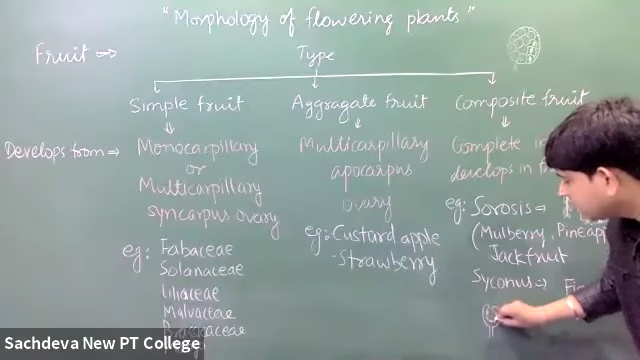 "Morphology of flowering plants"
Fruit ⇒
Type
Simple fruit
Aggragate fruit
Composite fruit
Develops from ⇒
Monocarpillary
or
Multicarpillary
syncarpus ovary
Multicarpillary
apocarpus
ovary
Complete
develops in
eg: Fabaceae
Solanaceae
Liliaceae
Malvaceae
eg: Custard apple
Strawberry
eg: Sorosis ⇒
(Mulberry, Pineapp
Jackfruit
Syconus ⇒
Sachdeva New PT College